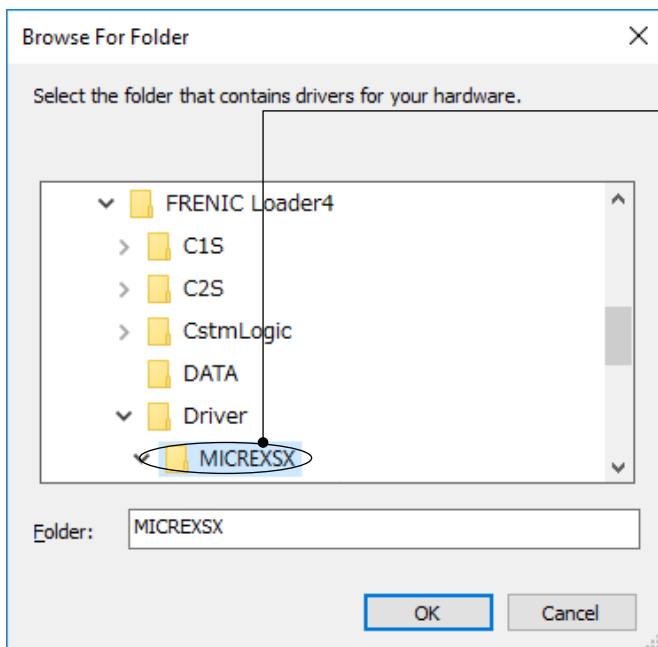 Browse For Folder
Select the folder that contains drivers for your hardware.
FRENIC Loader4
C1S
C2S
CstmLogic
DATA
Driver
MICREXSX
Folder: MICREXSX
OK Cancel